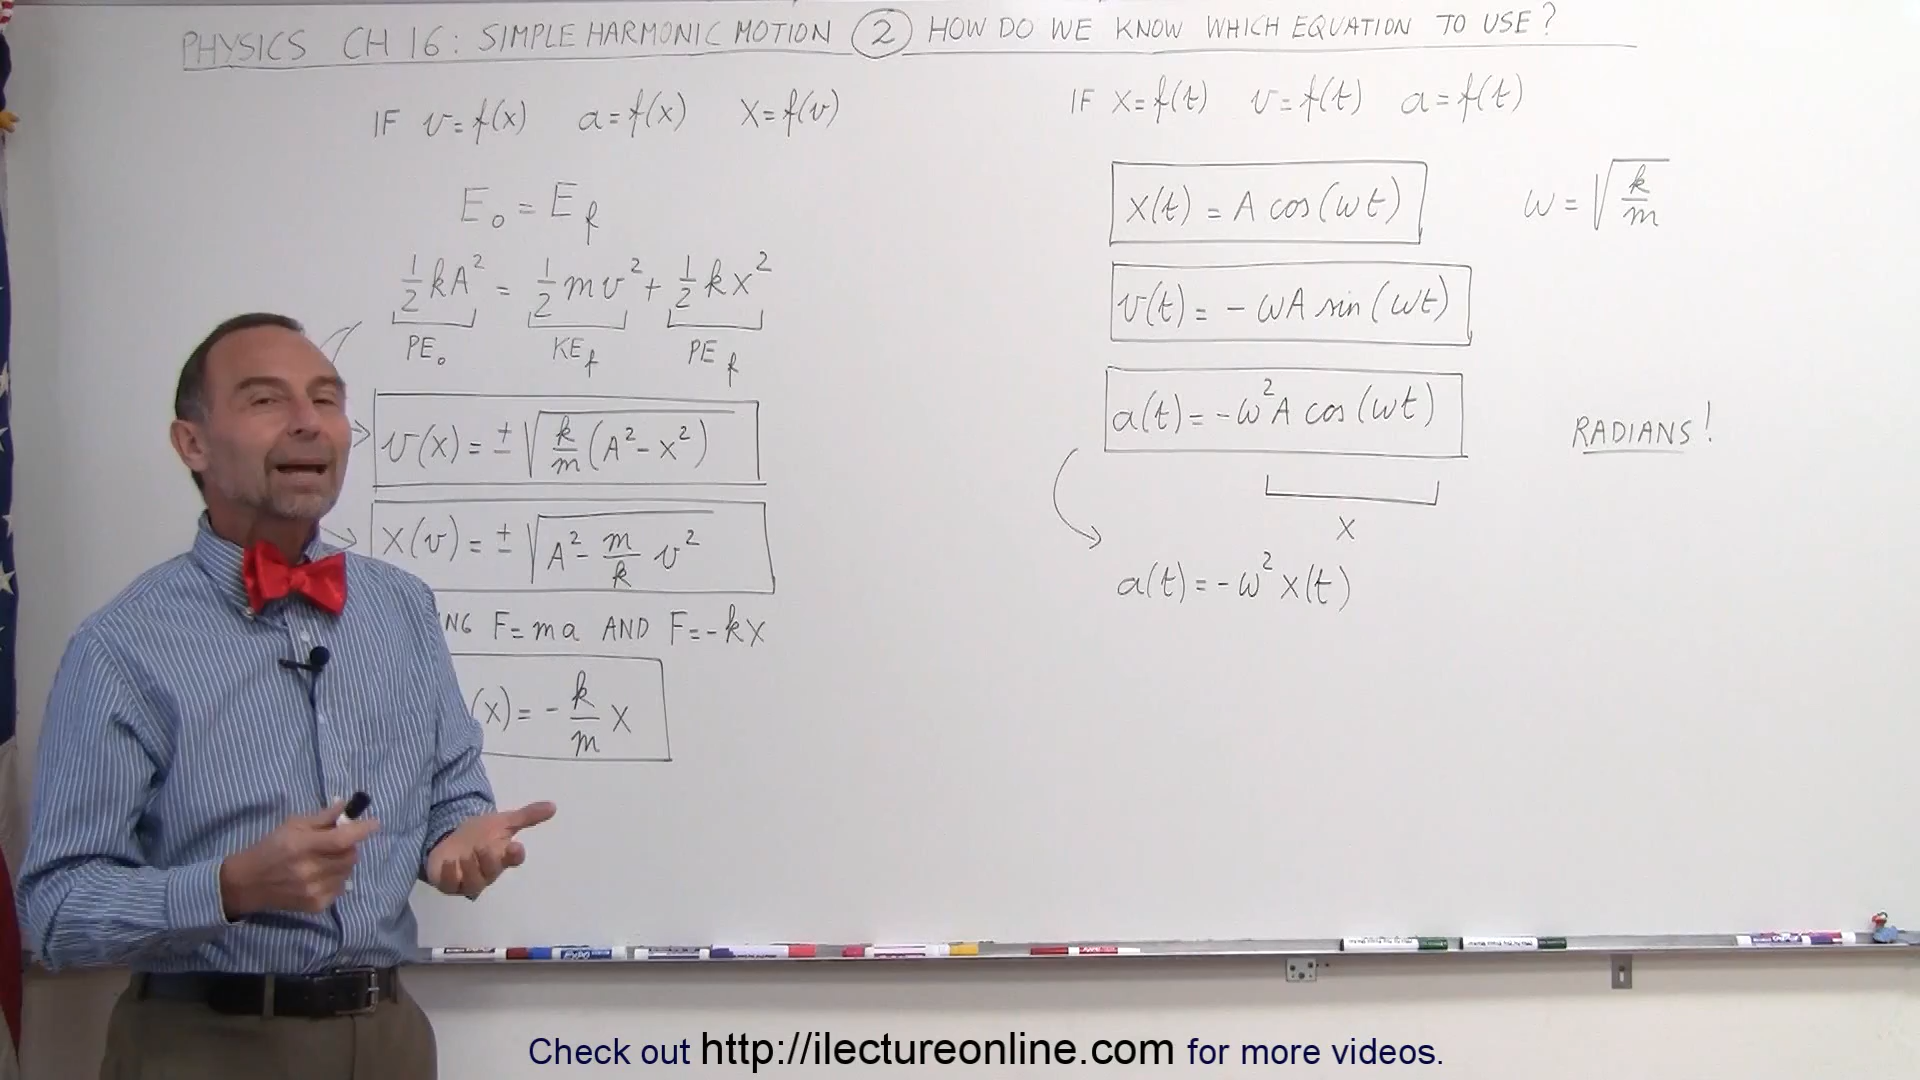 PHYSICS CH 16: SIMPLE HARMONIC MOTION ② HOW DO WE KNOW WHICH EQUATION TO USE?
IF v=f(x) a=f(x) x=f(v)
E₀ = E_f
½kA² = ½mv² + ½kx²
PE₀ KE_f PE_f
v(x) = ±√(k/m (A²-x²))
x(v) = ±√(A² - m/k v²)
NG F=ma AND F=-kx
(x) = - k/m x
IF x=f(t) v=f(t) a=f(t)
x(t) = A cos(ωt) ω=√(k/m)
v(t) = -ωA sin(ωt)
a(t) = -ω²A cos(ωt)
RADIANS!
x
a(t) = -ω² x(t)
EXPO
Check out http://ilectureonline.com for more videos.